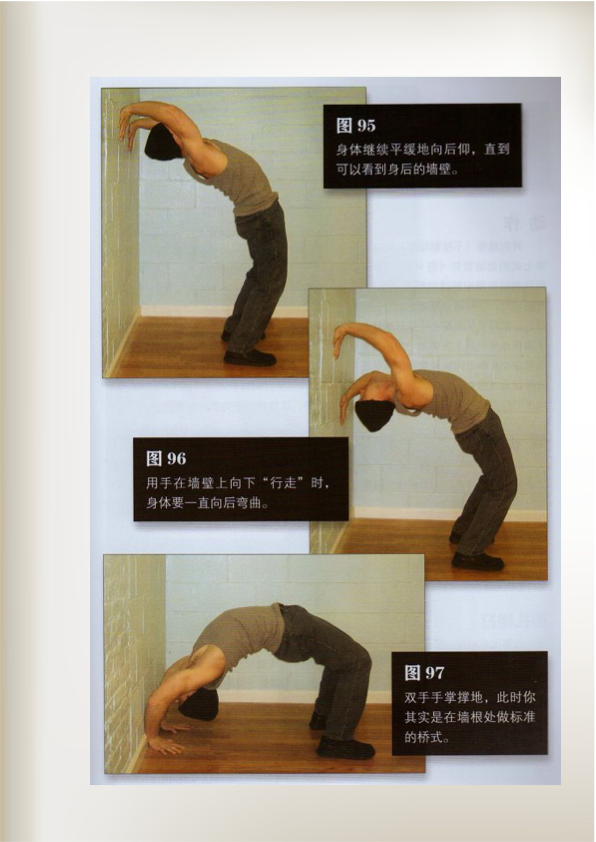 图 95
身体继续平缓地向后仰，直到
可以看到身后的墙壁。
图 96
用手在墙壁上向下“行走”时，
身体要一直向后弯曲。
图 97
双手手掌撑地，此时你
其实是在墙根处做标准
的桥式。